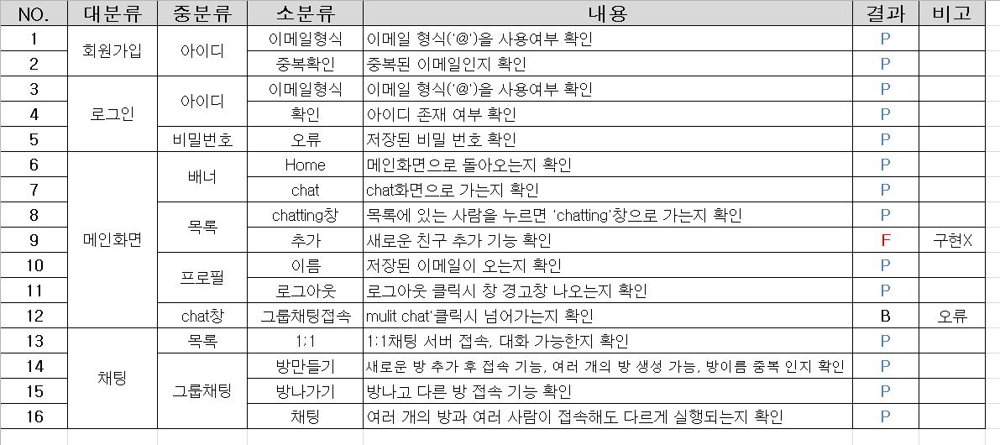 NO. 대분류 중분류 소분류 내용 결과 비고
1 회원가입 아이디 이메일형식 이메일 형식('@')을 사용여부 확인 P
2 중복확인 중복된 이메일인지 확인 P
3 로그인 아이디 이메일형식 이메일 형식('@')을 사용여부 확인 P
4 확인 아이디 존재 여부 확인 P
5 비밀번호 오류 저장된 비밀 번호 확인 P
6 메인화면 배너 Home 메인화면으로 돌아오는지 확인 P
7 chat chat화면으로 가는지 확인 P
8 목록 chatting창 목록에 있는 사람을 누르면 'chatting'창으로 가는지 확인 P
9 추가 새로운 친구 추가 기능 확인 F 구현X
10 프로필 이름 저장된 이메일이 오는지 확인 P
11 로그아웃 로그아웃 클릭시 창 경고창 나오는지 확인 P
12 chat창 그룹채팅접속 mulit chat'클릭시 넘어가는지 확인 B 오류
13 채팅 목록 1:1 1:1채팅 서버 접속, 대화 가능한지 확인 P
14 그룹채팅 방만들기 새로운 방 추가 후 접속 기능, 여러 개의 방 생성 가능, 방이름 중복 인지 확인 P
15 방나가기 방나고 다른 방 접속 기능 확인 P
16 채팅 여러 개의 방과 여러 사람이 접속해도 다르게 실행되는지 확인 P